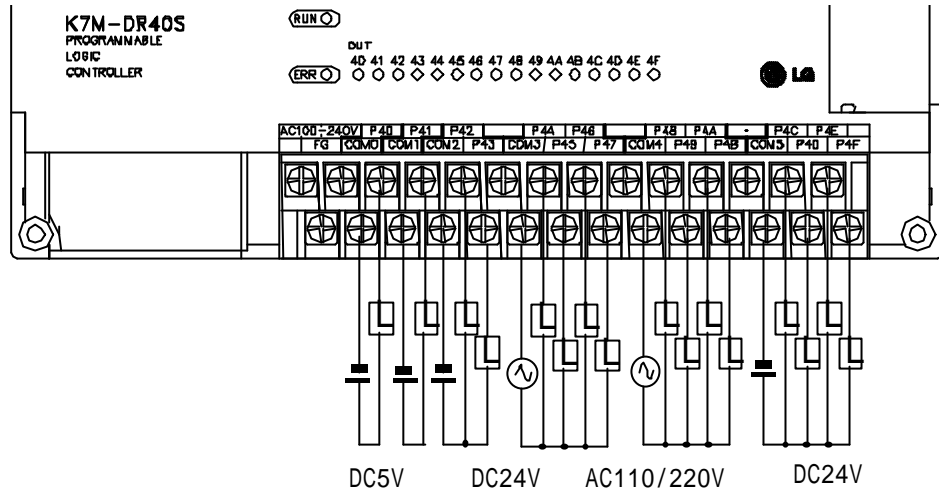 K7M-DR40S
PROGRAMMABLE
LOGIC
CONTROLLER
RUN
ERR
OUT
40 41 42 43 44 45 46 47 48 49 4A 4B 4C 4D 4E 4F
LG
AC100-240V P40 P41 P42 P4A P46 P48 P4A - P4C P4E
FG COM0 COM1 COM2 P43 COM3 P45 P47 COM4 P49 P4B COM5 P4D P4F
L L L L L L L L L L L L L L L L
DC5V DC24V AC110/220V DC24V